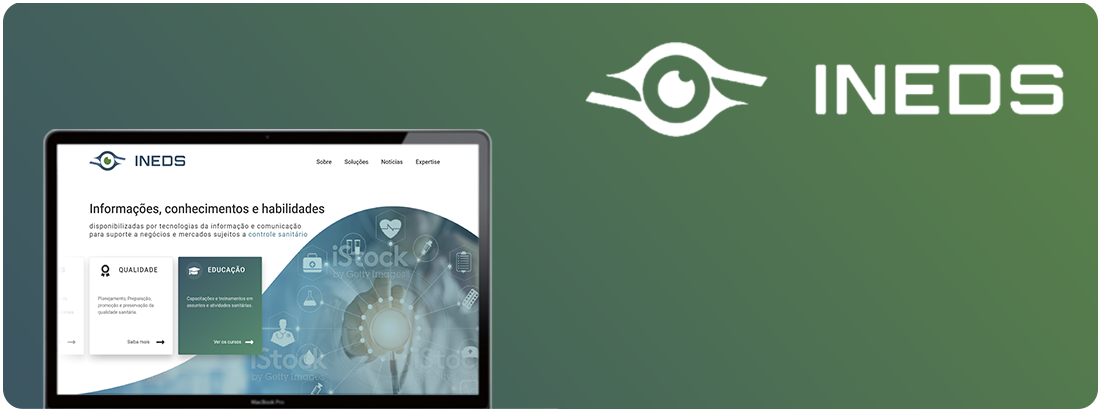 INEDS
INEDS
Sobre Soluções Notícias Expertise
Informações, conhecimentos e habilidades
disponibilizadas por tecnologias da informação e comunicação
para suporte a negócios e mercados sujeitos a controle sanitário
QUALIDADE
Planejamento: Preparação,
promoção e preservação da
qualidade sanitária.
Saiba mais
EDUCAÇÃO
Capacitações e treinamentos em
assuntos e atividades sanitárias.
Ver os cursos
iStock
by Getty Images
iStock
by Getty Images
MacBook Pro